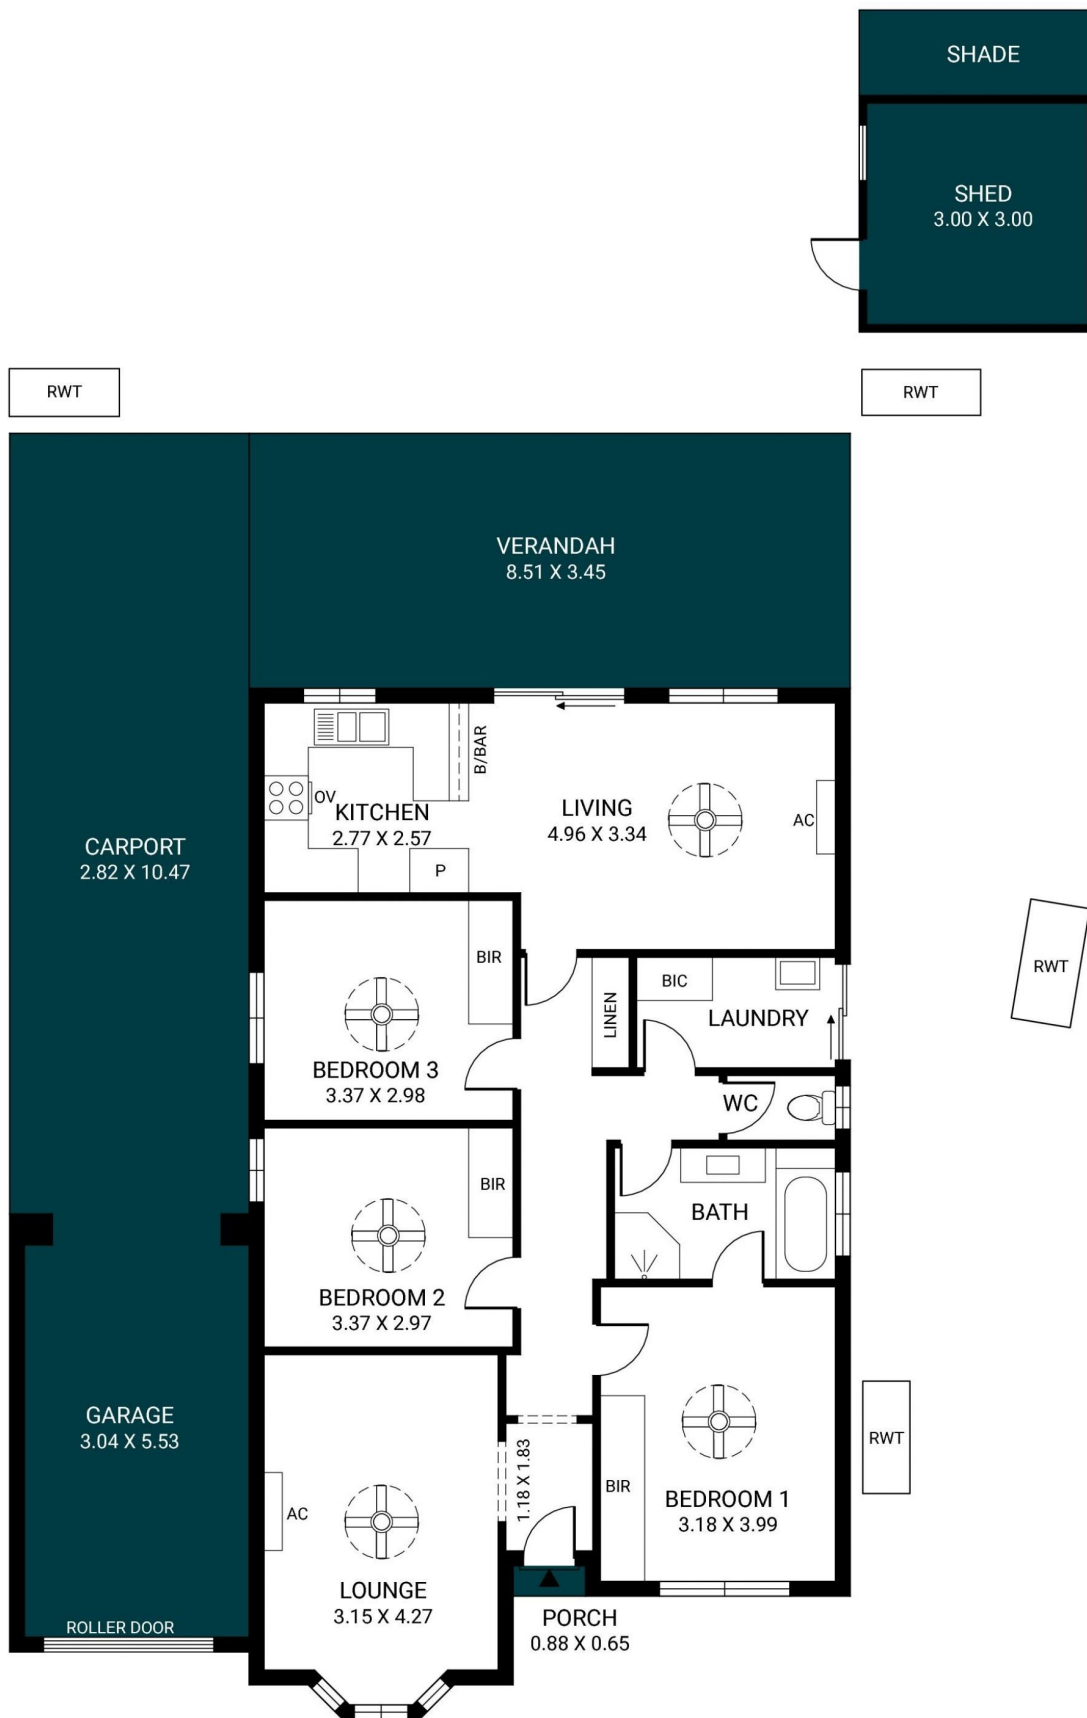 SHADE
SHED
3.00 X 3.00
RWT
RWT
VERANDAH
8.51 X 3.45
B/BAR
OV
KITCHEN
2.77 X 2.57
LIVING
4.96 X 3.34
AC
CARPORT
2.82 X 10.47
P
BIR
LINEN
BIC
LAUNDRY
RWT
BEDROOM 3
3.37 X 2.98
WC
BIR
BATH
BEDROOM 2
3.37 X 2.97
GARAGE
3.04 X 5.53
RWT
1.18 X 1.83
BIR
BEDROOM 1
3.18 X 3.99
AC
LOUNGE
3.15 X 4.27
ROLLER DOOR
PORCH
0.88 X 0.65